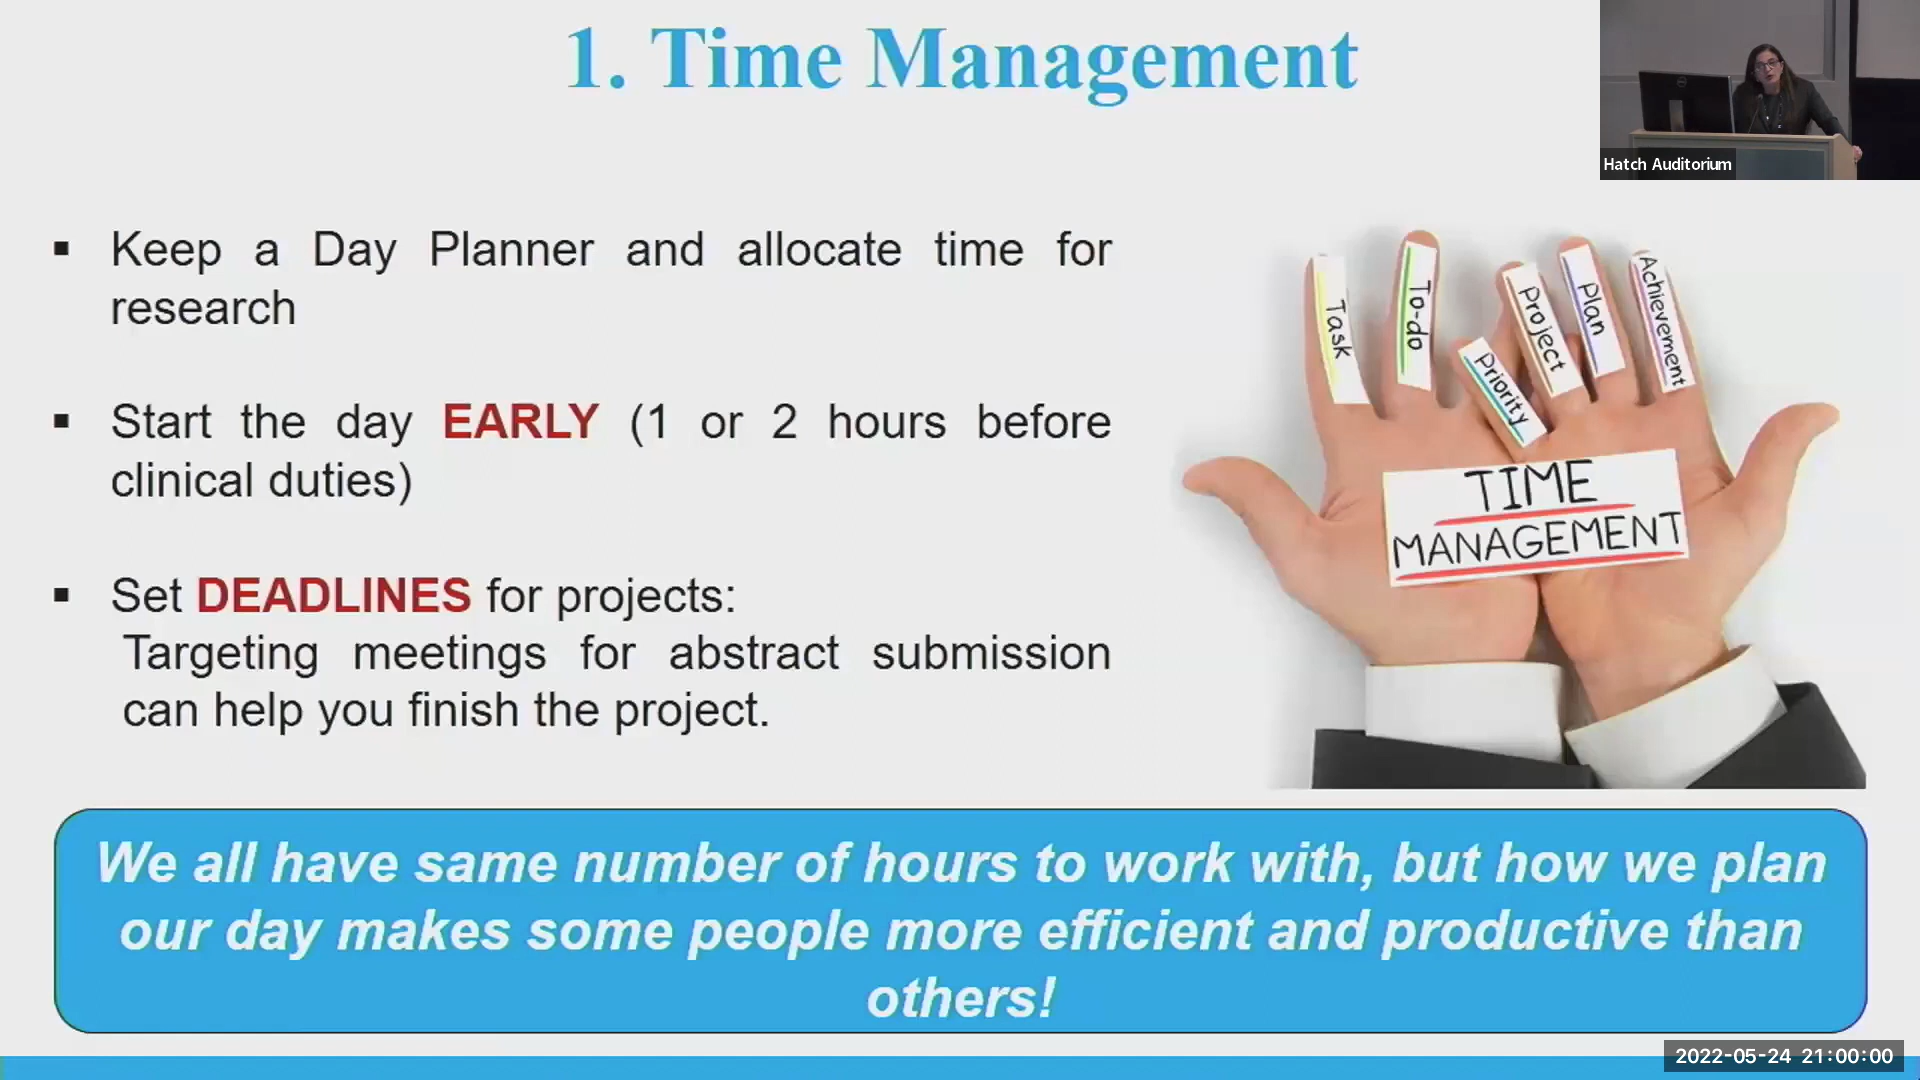 1. Time Management
Hatch Auditorium
▪ Keep a Day Planner and allocate time for
research
▪ Start the day EARLY (1 or 2 hours before
clinical duties)
▪ Set DEADLINES for projects:
Targeting meetings for abstract submission
can help you finish the project.
Task
To-do
Priority
Project
Plan
Achievement
TIME
MANAGEMENT
We all have same number of hours to work with, but how we plan
our day makes some people more efficient and productive than
others!
2022-05-24 21:00:00